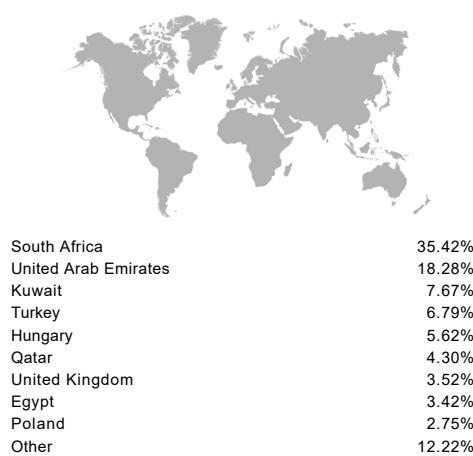 South Africa 35.42%
United Arab Emirates 18.28%
Kuwait 7.67%
Turkey 6.79%
Hungary 5.62%
Qatar 4.30%
United Kingdom 3.52%
Egypt 3.42%
Poland 2.75%
Other 12.22%